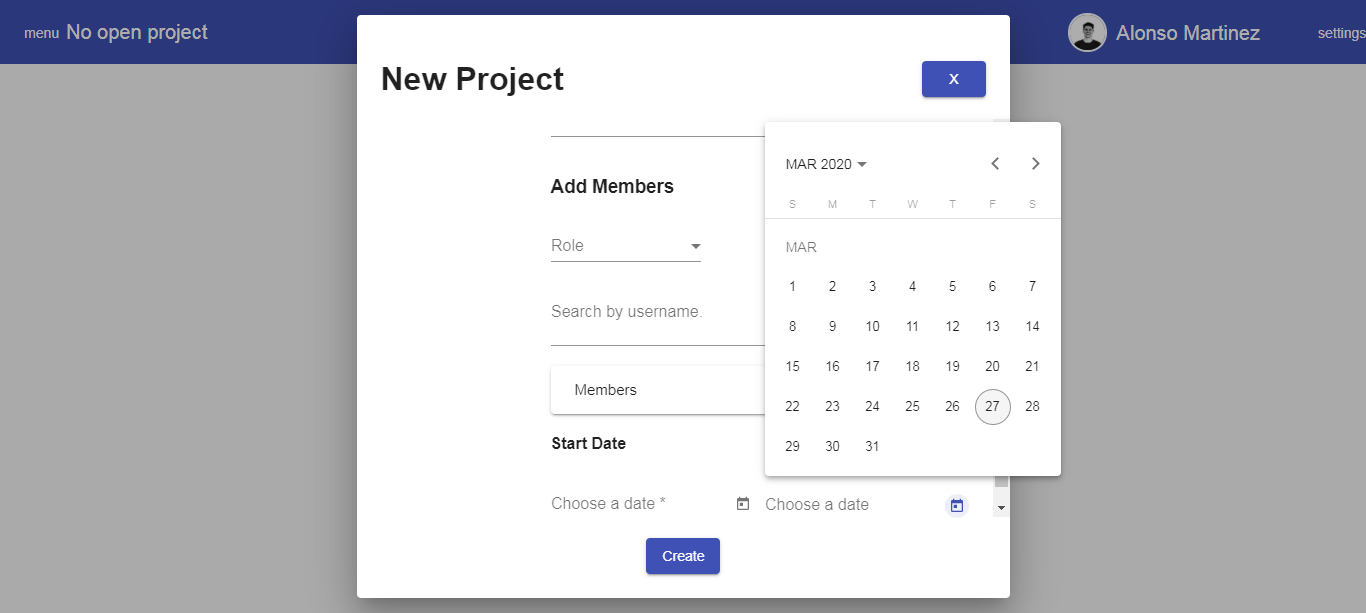 menu No open project
Alonso Martinez
settings
New Project
X
Add Members
Role
Search by username.
Members
Start Date
Choose a date *
Choose a date
Create
MAR 2020
S M T W T F S
MAR
1 2 3 4 5 6 7
8 9 10 11 12 13 14
15 16 17 18 19 20 21
22 23 24 25 26 27 28
29 30 31